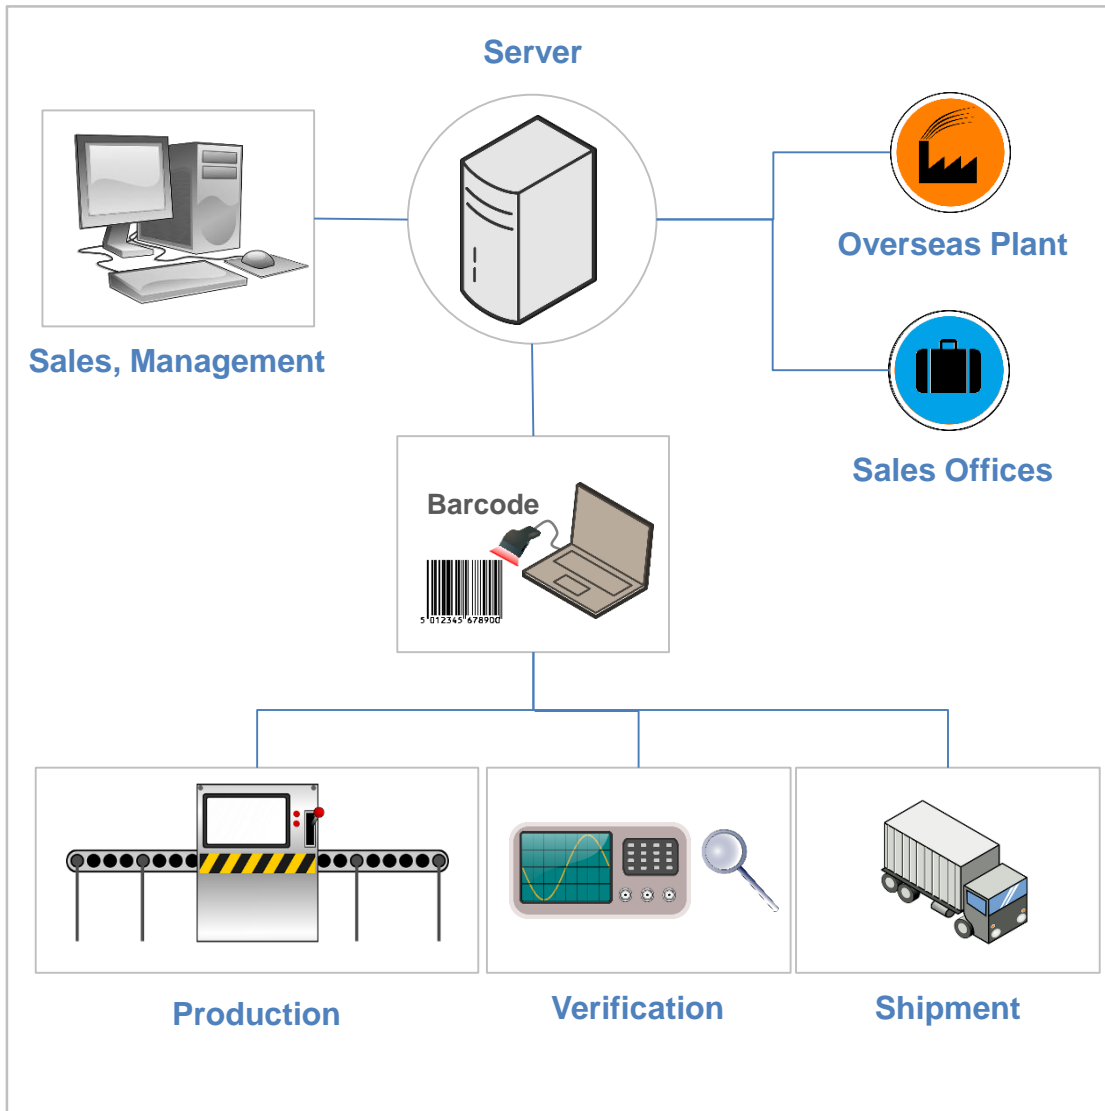 Server
Overseas Plant
Sales, Management
Sales Offices
Barcode
5 012345 678900
Production
Verification
Shipment